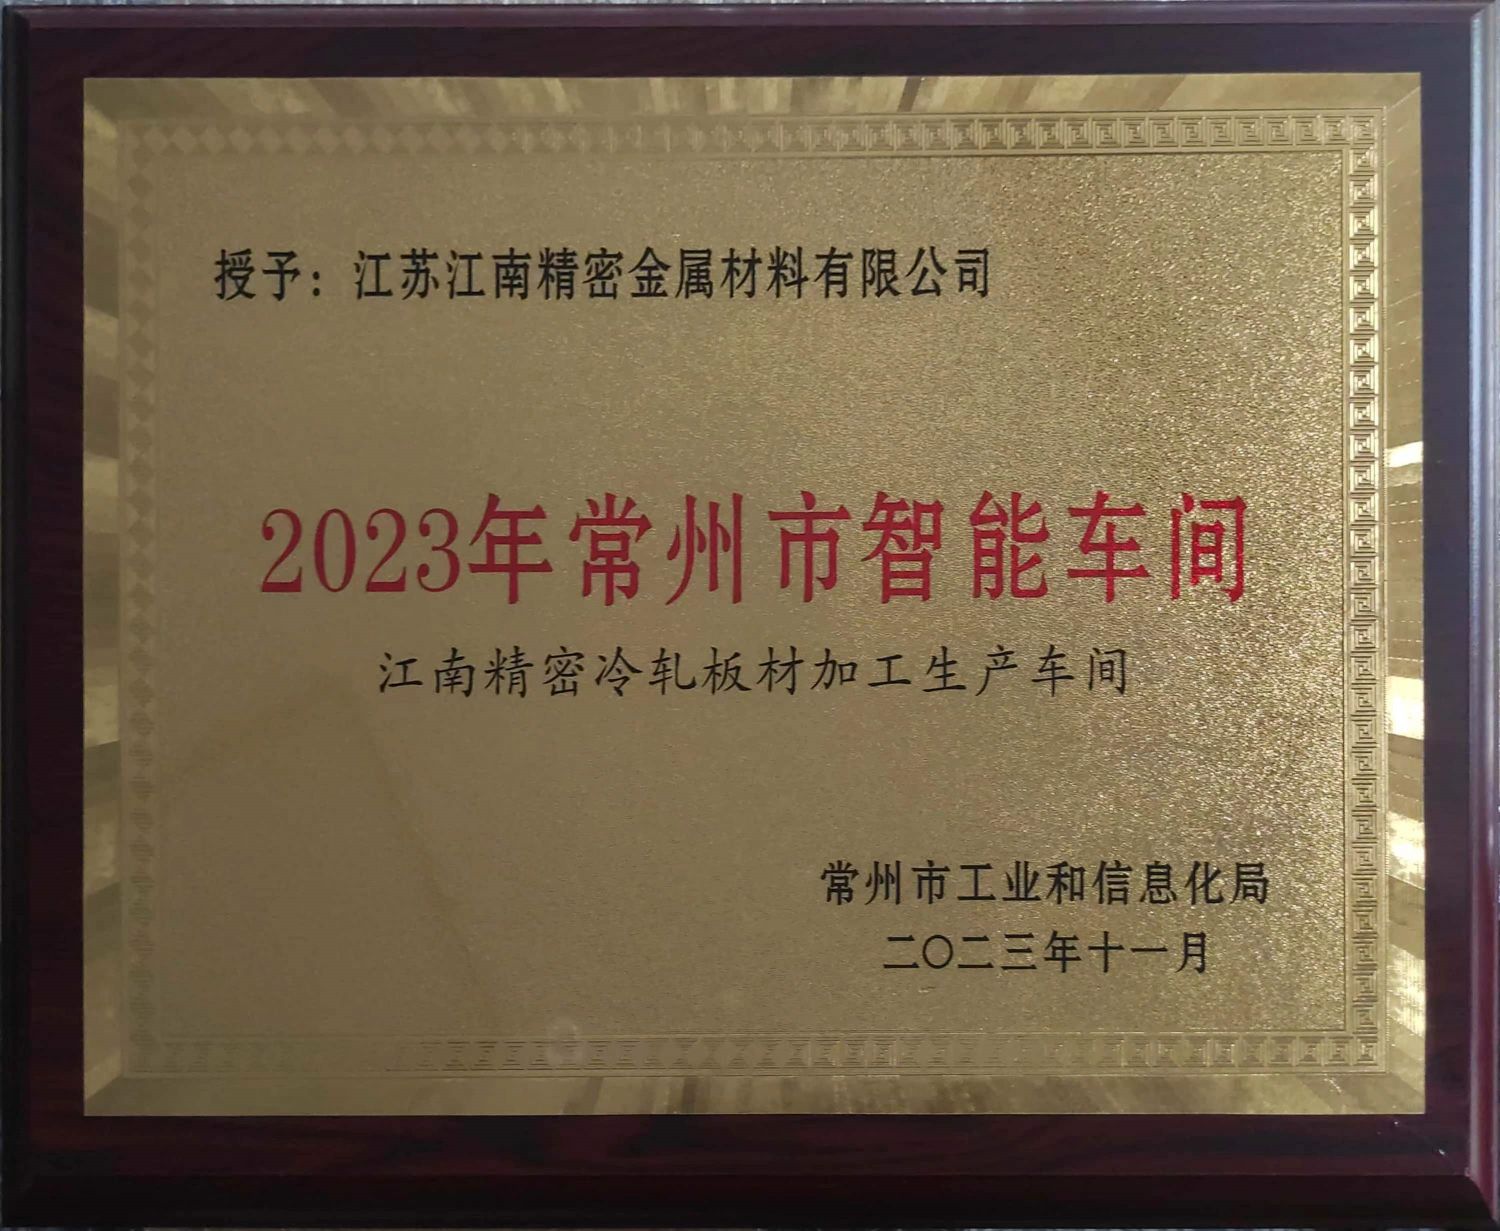 授予：江苏江南精密金属材料有限公司
2023年常州市智能车间
江南精密冷轧板材加工生产车间
常州市工业和信息化局
二〇二三年十一月